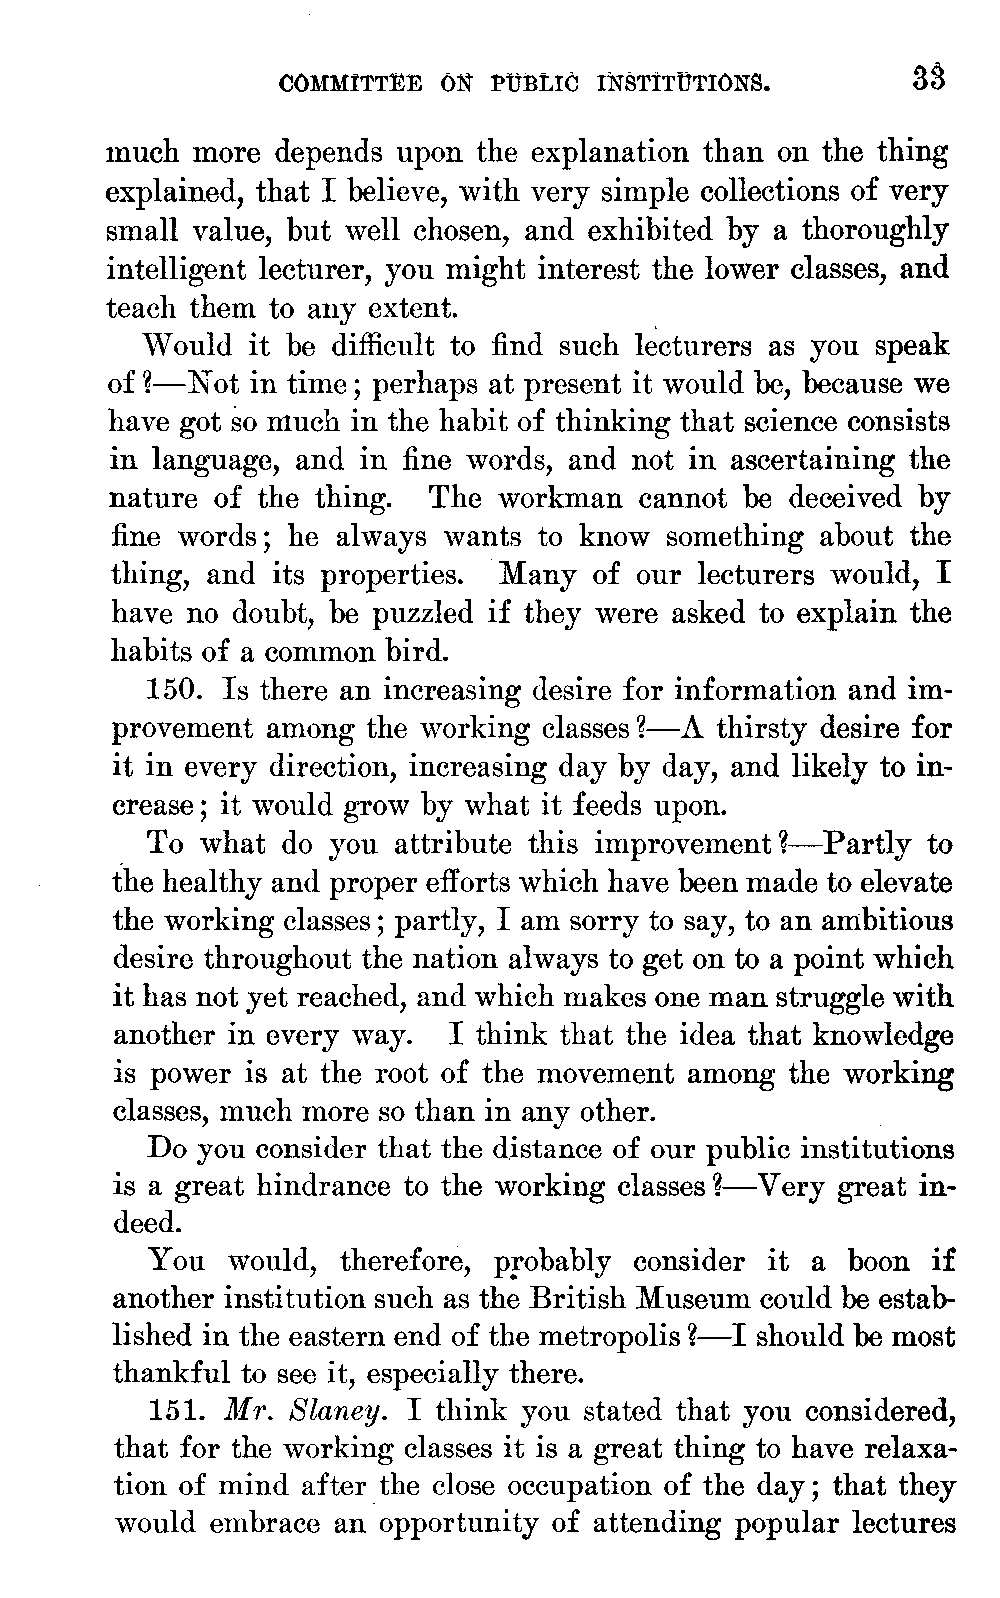 COMMITTEE ON PUBLIC INSTITUTIONS. 33
much more depends upon the explanation than on the thing
explained, that I believe, with very simple collections of very
small value, but well chosen, and exhibited by a thoroughly
intelligent lecturer, you might interest the lower classes, and
teach them to any extent.
Would it be difficult to find such lecturers as you speak
of?—Not in time; perhaps at present it would be, because we
have got so much in the habit of thinking that science consists
in language, and in fine words, and not in ascertaining the
nature of the thing. The workman cannot be deceived by
fine words; he always wants to know something about the
thing, and its properties. Many of our lecturers would, I
have no doubt, be puzzled if they were asked to explain the
habits of a common bird.
150. Is there an increasing desire for information and im-
provement among the working classes?—A thirsty desire for
it in every direction, increasing day by day, and likely to in-
crease; it would grow by what it feeds upon.
To what do you attribute this improvement?—Partly to
the healthy and proper efforts which have been made to elevate
the working classes; partly, I am sorry to say, to an ambitious
desire throughout the nation always to get on to a point which
it has not yet reached, and which makes one man struggle with
another in every way. I think that the idea that knowledge
is power is at the root of the movement among the working
classes, much more so than in any other.
Do you consider that the distance of our public institutions
is a great hindrance to the working classes?—Very great in-
deed.
You would, therefore, probably consider it a boon if
another institution such as the British Museum could be estab-
lished in the eastern end of the metropolis?—I should be most
thankful to see it, especially there.
151. Mr. Slaney. I think you stated that you considered,
that for the working classes it is a great thing to have relaxa-
tion of mind after the close occupation of the day; that they
would embrace an opportunity of attending popular lectures